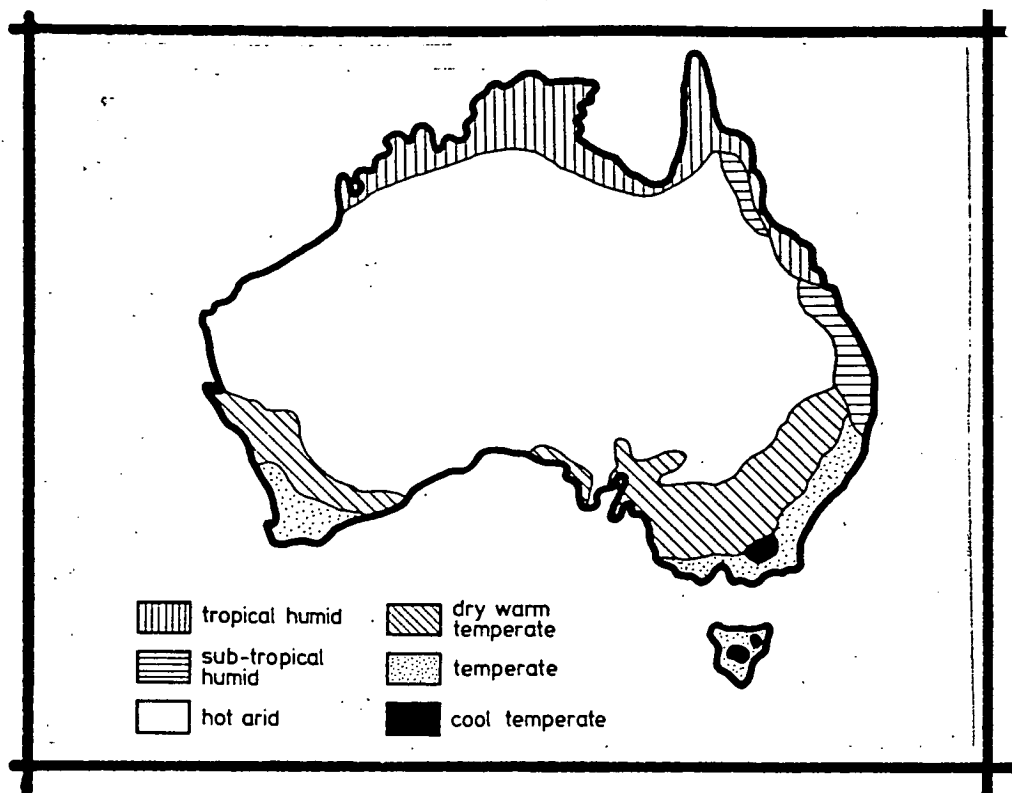 tropical humid
sub-tropical
humid
hot arid
dry warm
temperate
temperate
cool temperate